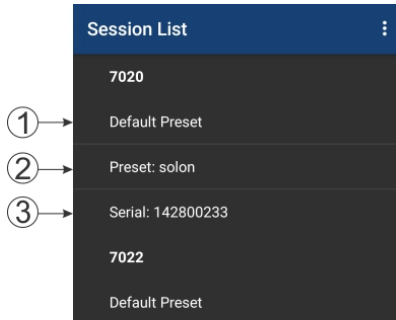 Session List
7020
1 Default Preset
2 Preset: solon
3 Serial: 142800233
7022
Default Preset